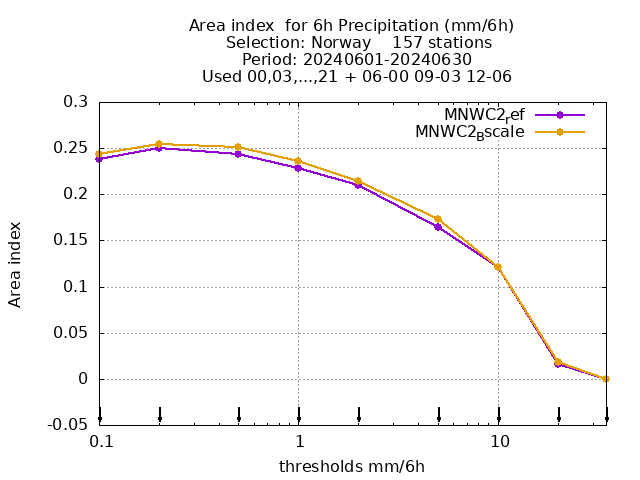 Area index  for 6h Precipitation (mm/6h)
Selection: Norway    157 stations
Period: 20240601-20240630
Used 00,03,...,21 + 06-00 09-03 12-06
MNWC2_ref
MNWC2_Bscale
0.3
0.25
0.2
0.15
0.1
0.05
0
-0.05
Area index
0.1
1
10
thresholds mm/6h